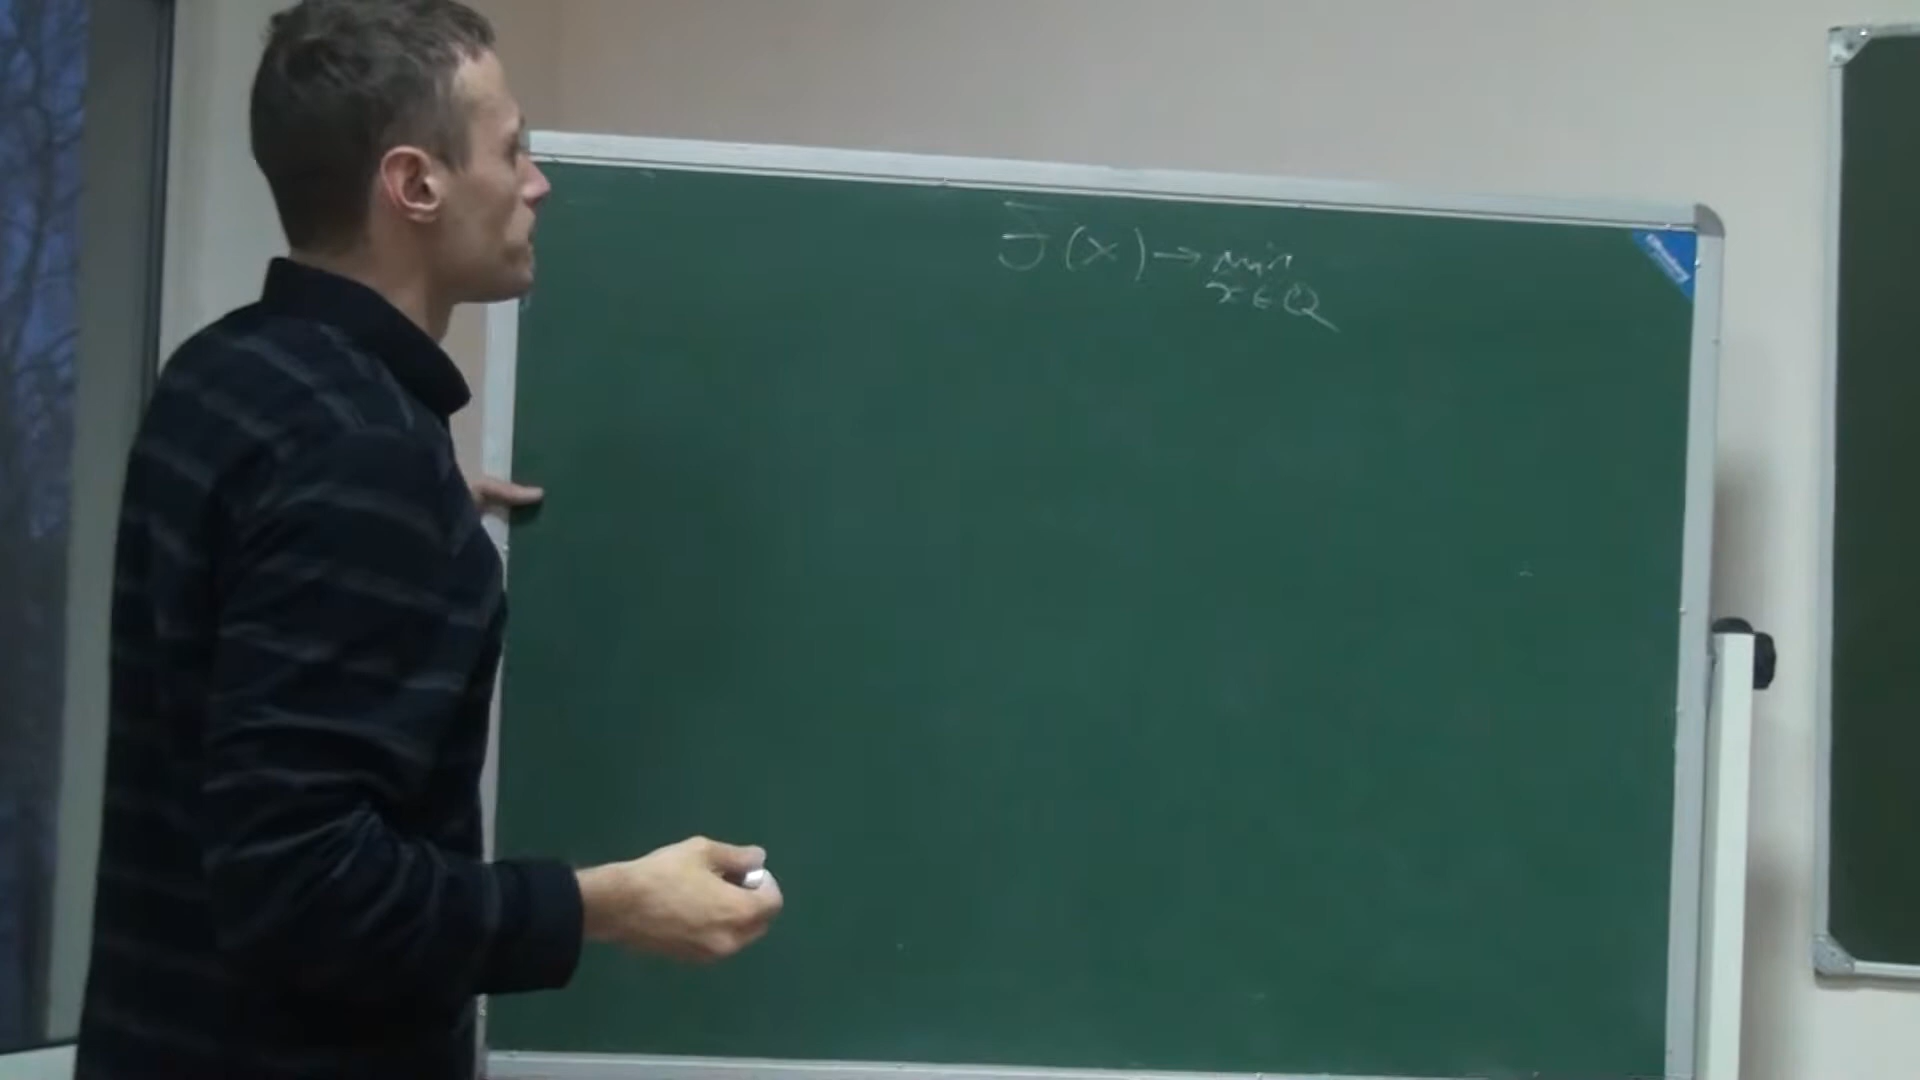 f(x) → min
x ∈ Q